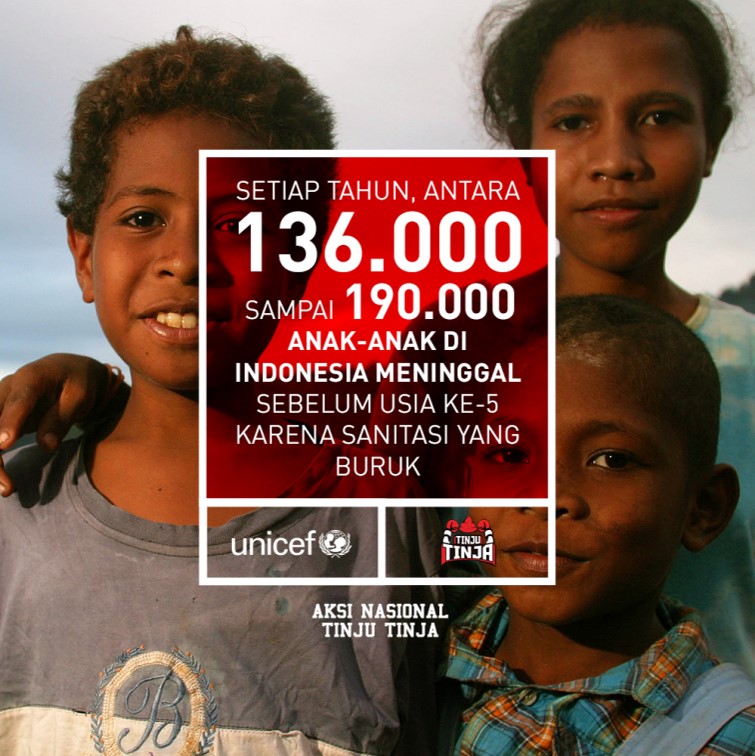 SETIAP TAHUN, ANTARA
136.000
SAMPAI 190.000
ANAK-ANAK DI
INDONESIA MENINGGAL
SEBELUM USIA KE-5
KARENA SANITASI YANG
BURUK
unicef
TINJU
TINJA
AKSI NASIONAL
TINJU TINJA
B